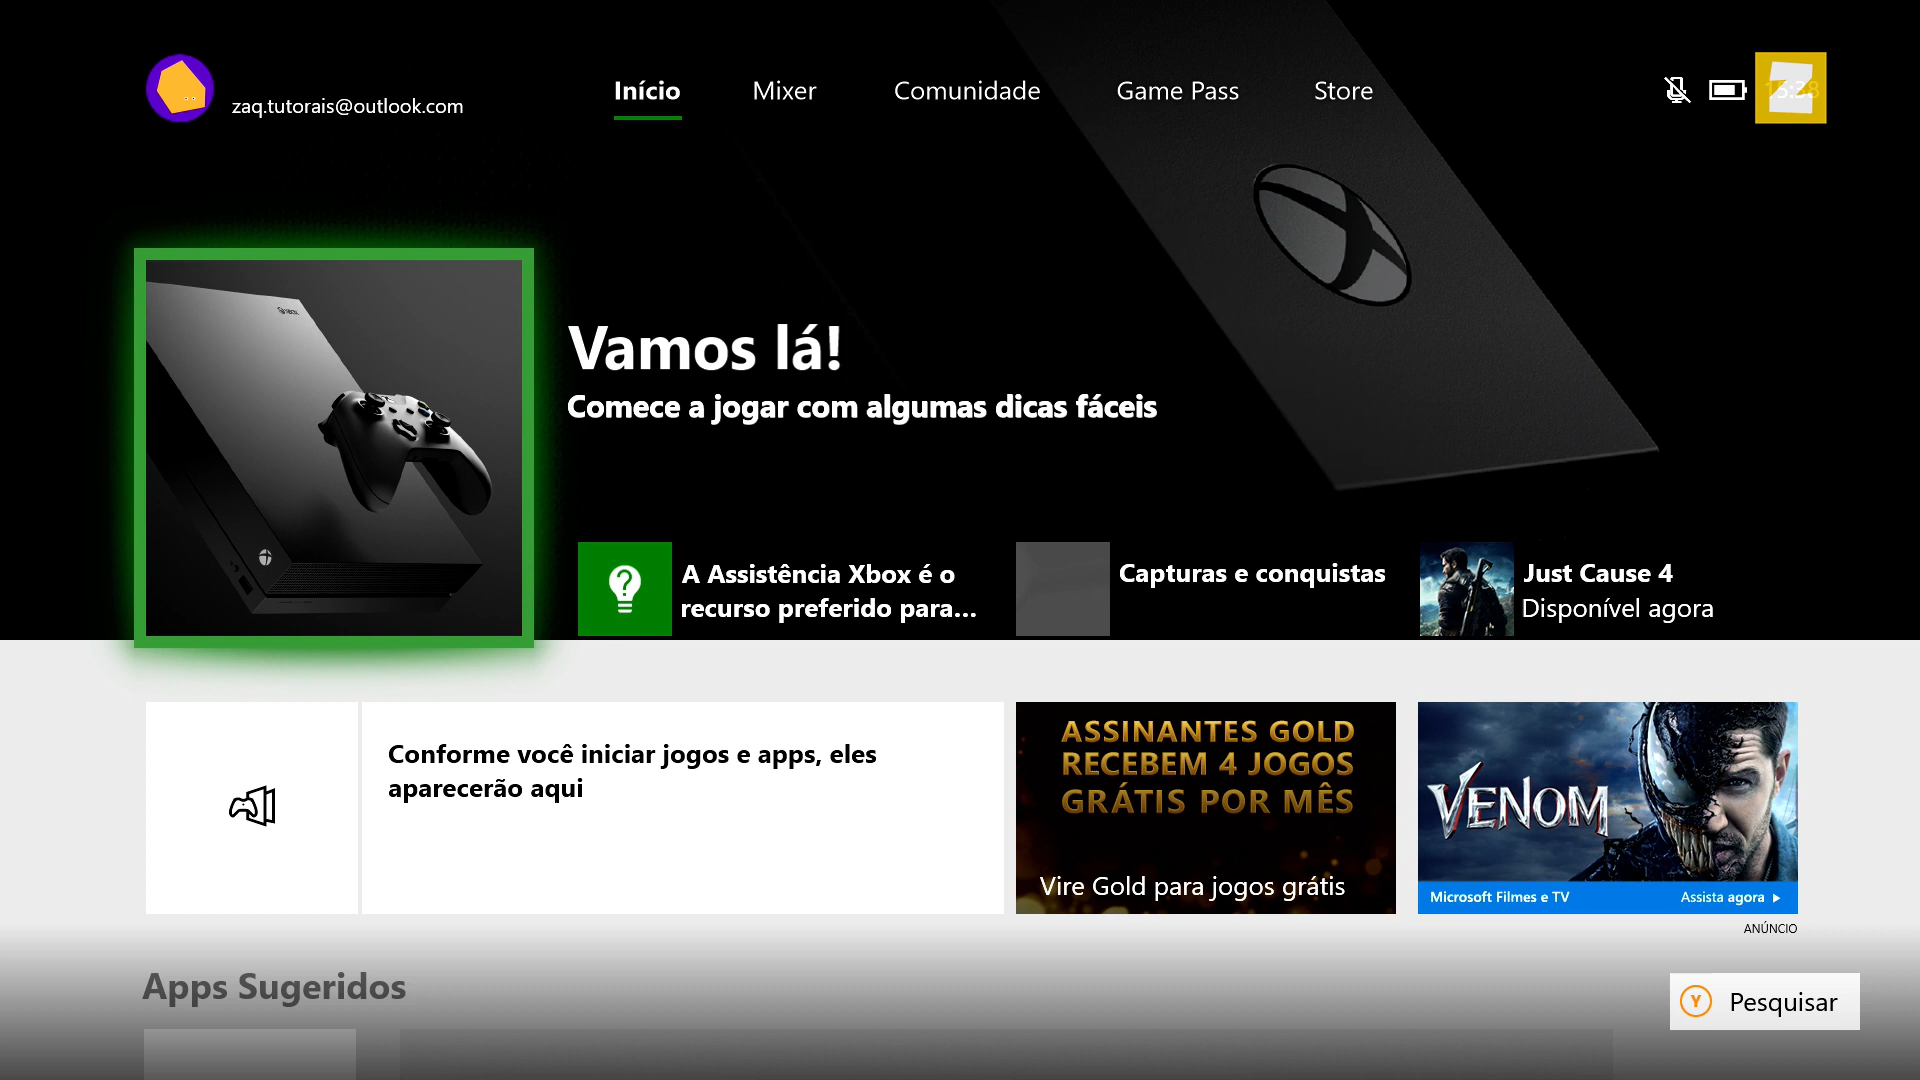 zaq.tutorais@outlook.com
Início
Mixer
Comunidade
Game Pass
Store
Z
Vamos lá!
Comece a jogar com algumas dicas fáceis
A Assistência Xbox é o
recurso preferido para...
Capturas e conquistas
Just Cause 4
Disponível agora
Conforme você iniciar jogos e apps, eles
aparecerão aqui
ASSINANTES GOLD
RECEBEM 4 JOGOS
GRÁTIS POR MÊS
Vire Gold para jogos grátis
VENOM
Microsoft Filmes e TV
Assista agora
ANÚNCIO
Apps Sugeridos
Y Pesquisar